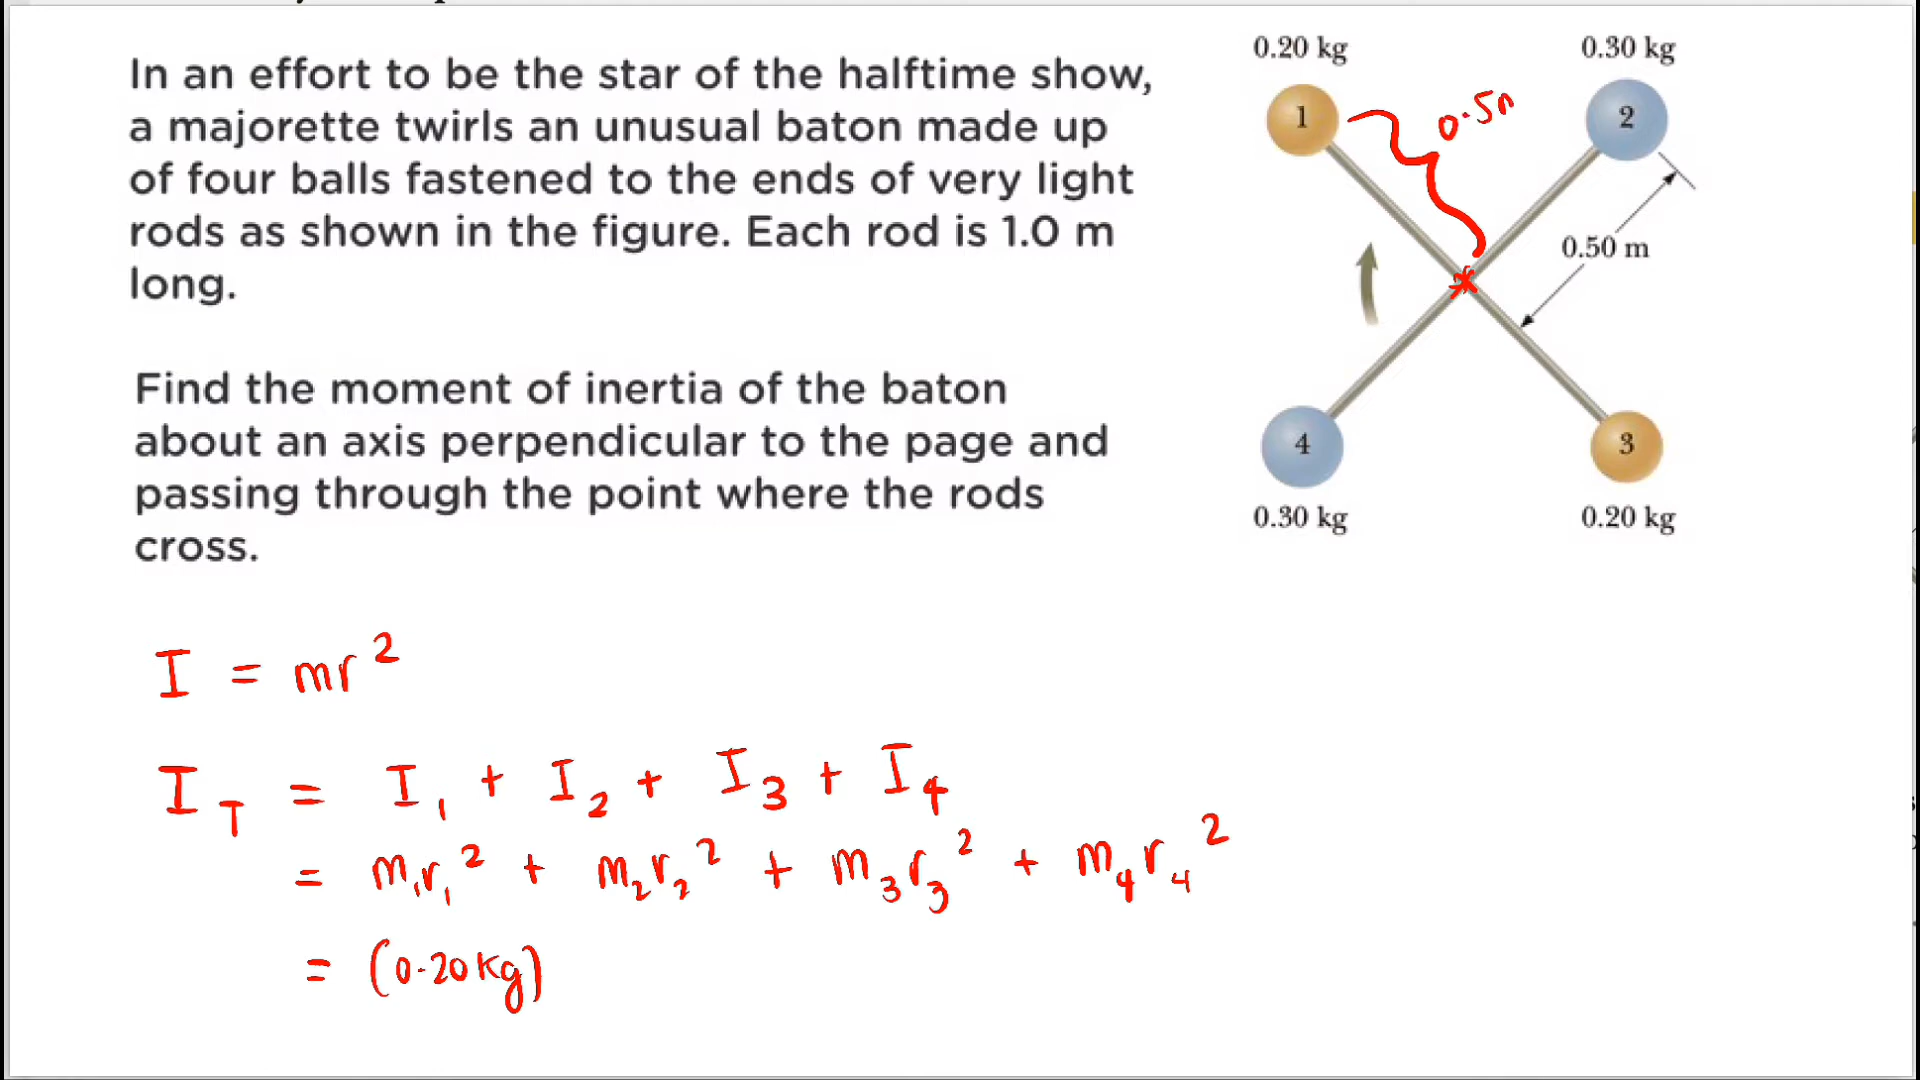 In an effort to be the star of the halftime show,
a majorette twirls an unusual baton made up
of four balls fastened to the ends of very light
rods as shown in the figure. Each rod is 1.0 m
long.
Find the moment of inertia of the baton
about an axis perpendicular to the page and
passing through the point where the rods
cross.
0.20 kg
0.30 kg
1
2
0.5
0.50 m
4
3
0.30 kg
0.20 kg
I = mr²
I_T = I₁ + I₂ + I₃ + I₄
= m₁r₁² + m₂r₂² + m₃r₃² + m₄r₄²
= (0.20 kg)